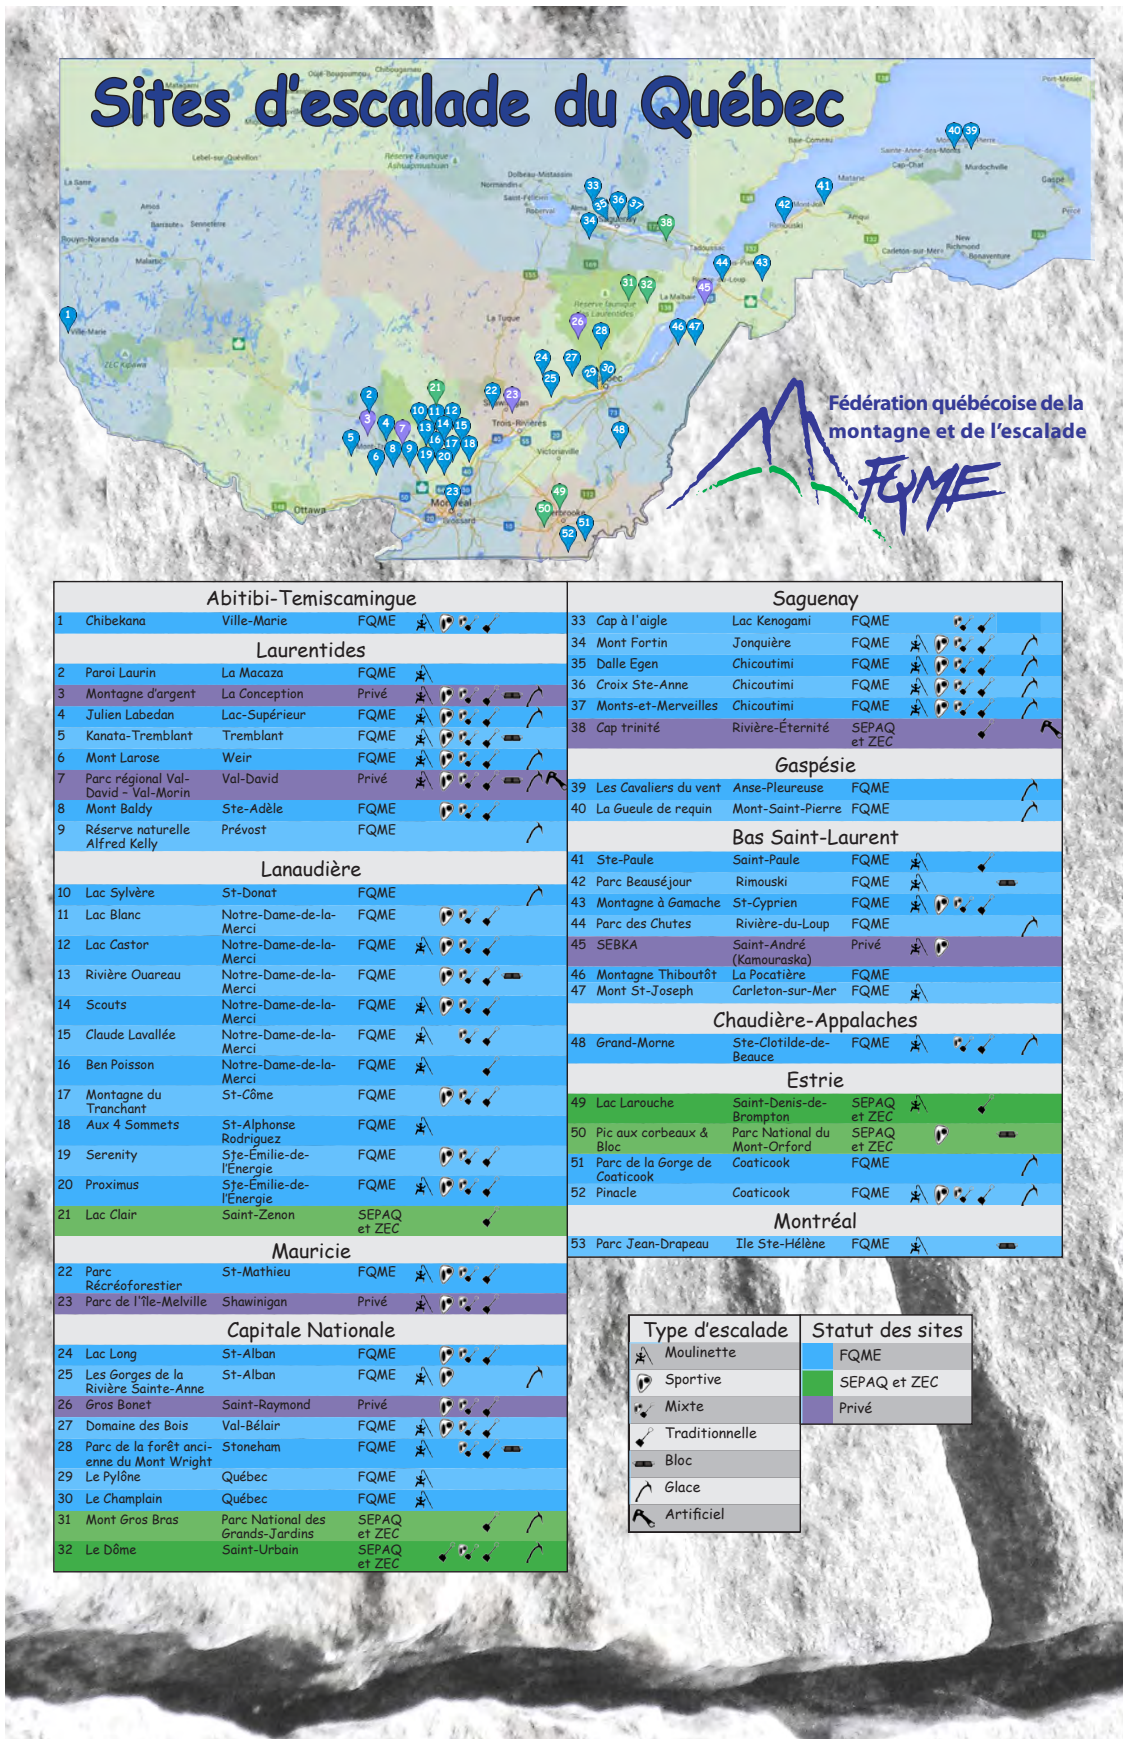 Sites d'escalade du Québec
Fédération québécoise de la
montagne et de l'escalade
FQME
Abitibi-Temiscamingue
1 Chibekana Ville-Marie FQME
Laurentides
2 Paroi Laurin La Macaza FQME
3 Montagne d'argent La Conception Privé
4 Julien Labedan Lac-Supérieur FQME
5 Kanata-Tremblant Tremblant FQME
6 Mont Larose Weir FQME
7 Parc régional Val- Val-David Privé
David – Val-Morin
8 Mont Baldy Ste-Adèle FQME
9 Réserve naturelle Prévost FQME
Alfred Kelly
Lanaudière
10 Lac Sylvère St-Donat FQME
11 Lac Blanc Notre-Dame-de-la- FQME
Merci
12 Lac Castor Notre-Dame-de-la- FQME
Merci
13 Rivière Ouareau Notre-Dame-de-la- FQME
Merci
14 Scouts Notre-Dame-de-la- FQME
Merci
15 Claude Lavallée Notre-Dame-de-la- FQME
Merci
16 Ben Poisson Notre-Dame-de-la- FQME
Merci
17 Montagne du St-Côme FQME
Tranchant
18 Aux 4 Sommets St-Alphonse FQME
Rodriguez
19 Serenity Ste-Émilie-de- FQME
l'Énergie
20 Proximus Ste-Émilie-de- FQME
l'Énergie
21 Lac Clair Saint-Zenon SEPAQ
et ZEC
Mauricie
22 Parc St-Mathieu FQME
Récréoforestier
23 Parc de l'île-Melville Shawinigan Privé
Capitale Nationale
24 Lac Long St-Alban FQME
25 Les Gorges de la St-Alban FQME
Rivière Sainte-Anne
26 Gros Bonet Saint-Raymond Privé
27 Domaine des Bois Val-Bélair FQME
28 Parc de la forêt anci- Stoneham FQME
enne du Mont Wright
29 Le Pylône Québec FQME
30 Le Champlain Québec FQME
31 Mont Gros Bras Parc National des SEPAQ
Grands-Jardins et ZEC
32 Le Dôme Saint-Urbain SEPAQ
et ZEC
Saguenay
33 Cap à l'aigle Lac Kenogami FQME
34 Mont Fortin Jonquière FQME
35 Dalle Egen Chicoutimi FQME
36 Croix Ste-Anne Chicoutimi FQME
37 Monts-et-Merveilles Chicoutimi FQME
38 Cap trinité Rivière-Éternité SEPAQ
et ZEC
Gaspésie
39 Les Cavaliers du vent Anse-Pleureuse FQME
40 La Gueule de requin Mont-Saint-Pierre FQME
Bas Saint-Laurent
41 Ste-Paule Saint-Paule FQME
42 Parc Beauséjour Rimouski FQME
43 Montagne à Gamache St-Cyprien FQME
44 Parc des Chutes Rivière-du-Loup FQME
45 SEBKA Saint-André Privé
(Kamouraska)
46 Montagne Thiboutôt La Pocatière FQME
47 Mont St-Joseph Carleton-sur-Mer FQME
Chaudière-Appalaches
48 Grand-Morne Ste-Clotilde-de- FQME
Beauce
Estrie
49 Lac Larouche Saint-Denis-de- SEPAQ
Brompton et ZEC
50 Pic aux corbeaux & Parc National du SEPAQ
Bloc Mont-Orford et ZEC
51 Parc de la Gorge de Coaticook FQME
Coaticook
52 Pinacle Coaticook FQME
Montréal
53 Parc Jean-Drapeau Ile Ste-Hélène FQME
Type d'escalade Statut des sites
Moulinette FQME
Sportive SEPAQ et ZEC
Mixte Privé
Traditionnelle
Bloc
Glace
Artificiel